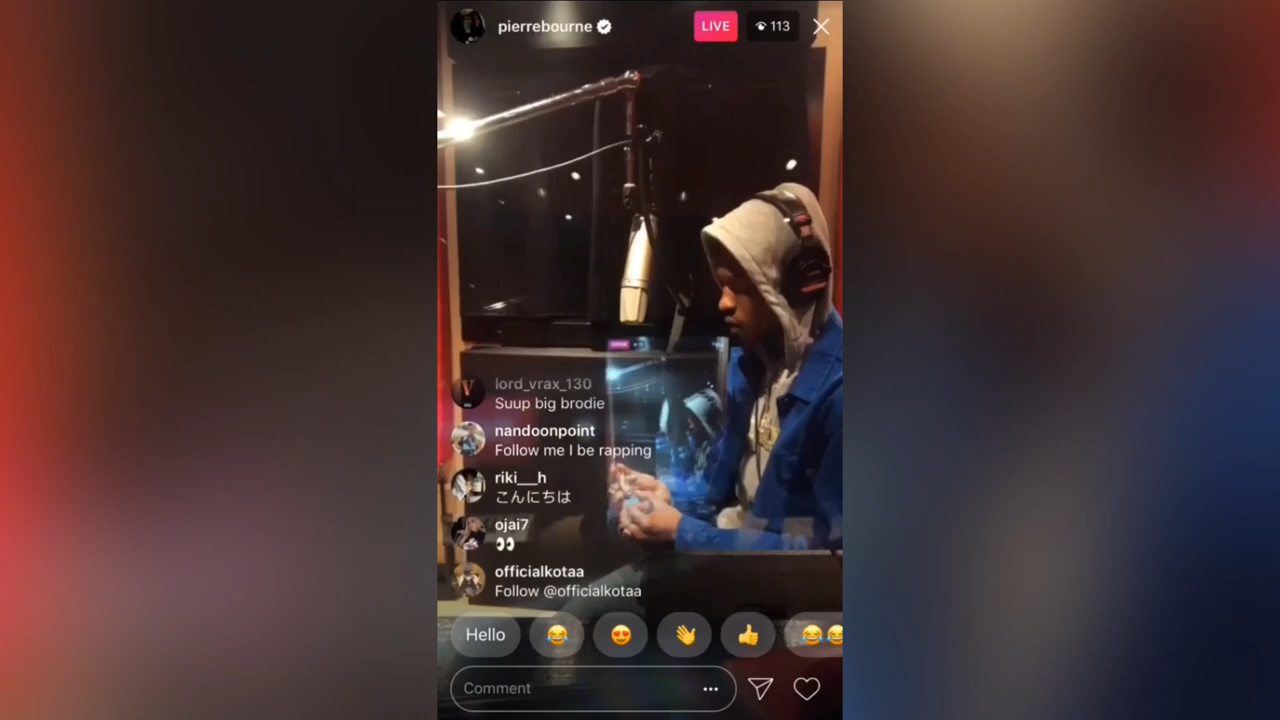 pierrebourne
LIVE
113
lord_vrax_130
Suup big brodie
nandoonpoint
Follow me I be rapping
riki__h
こんにちは
ojai7
👀
officialkotaa
Follow @officialkotaa
Hello 😂 😍 👋 👍 😂😂
Comment